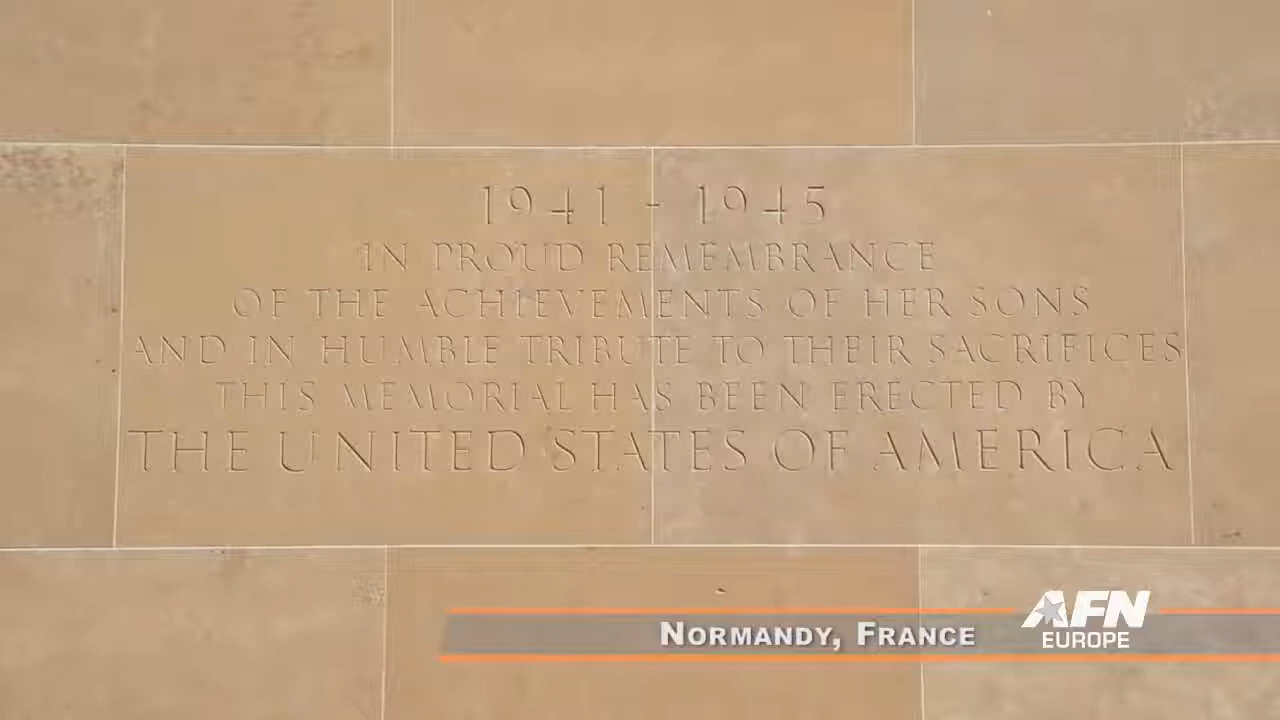 1941 - 1945
IN PROUD REMEMBRANCE
OF THE ACHIEVEMENTS OF HER SONS
AND IN HUMBLE TRIBUTE TO THEIR SACRIFICES
THIS MEMORIAL HAS BEEN ERECTED BY
THE UNITED STATES OF AMERICA
NORMANDY, FRANCE
AFN
EUROPE